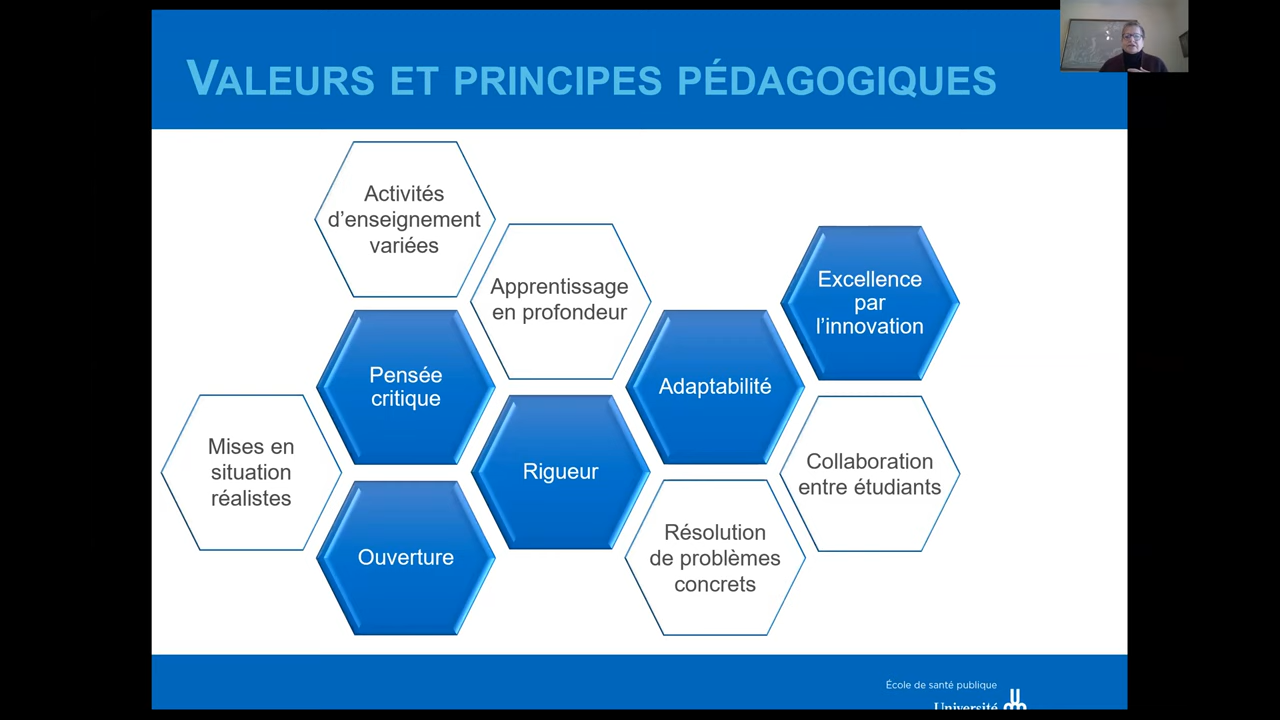 VALEURS ET PRINCIPES PÉDAGOGIQUES
Activités
d’enseignement
variées
Apprentissage
en profondeur
Excellence
par
l’innovation
Pensée
critique
Adaptabilité
Mises en
situation
réalistes
Rigueur
Collaboration
entre étudiants
Ouverture
Résolution
de problèmes
concrets
École de santé publique
Université